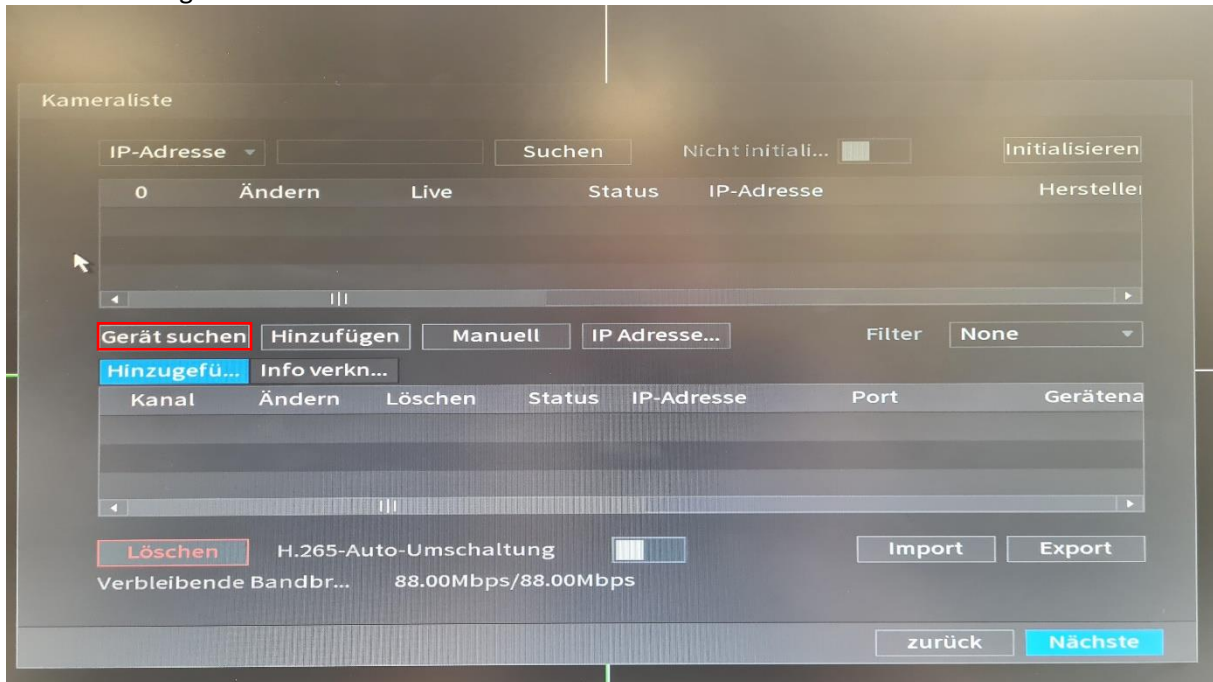 Kameraliste
IP-Adresse Suchen Nicht initiali... Initialisieren
0 Ändern Live Status IP-Adresse Hersteller
Gerät suchen Hinzufügen Manuell IP Adresse... Filter None
Hinzugefü... Info verkn...
Kanal Ändern Löschen Status IP-Adresse Port Gerätena
Löschen H.265-Auto-Umschaltung Import Export
Verbleibende Bandbr... 88.00Mbps/88.00Mbps
zurück Nächste